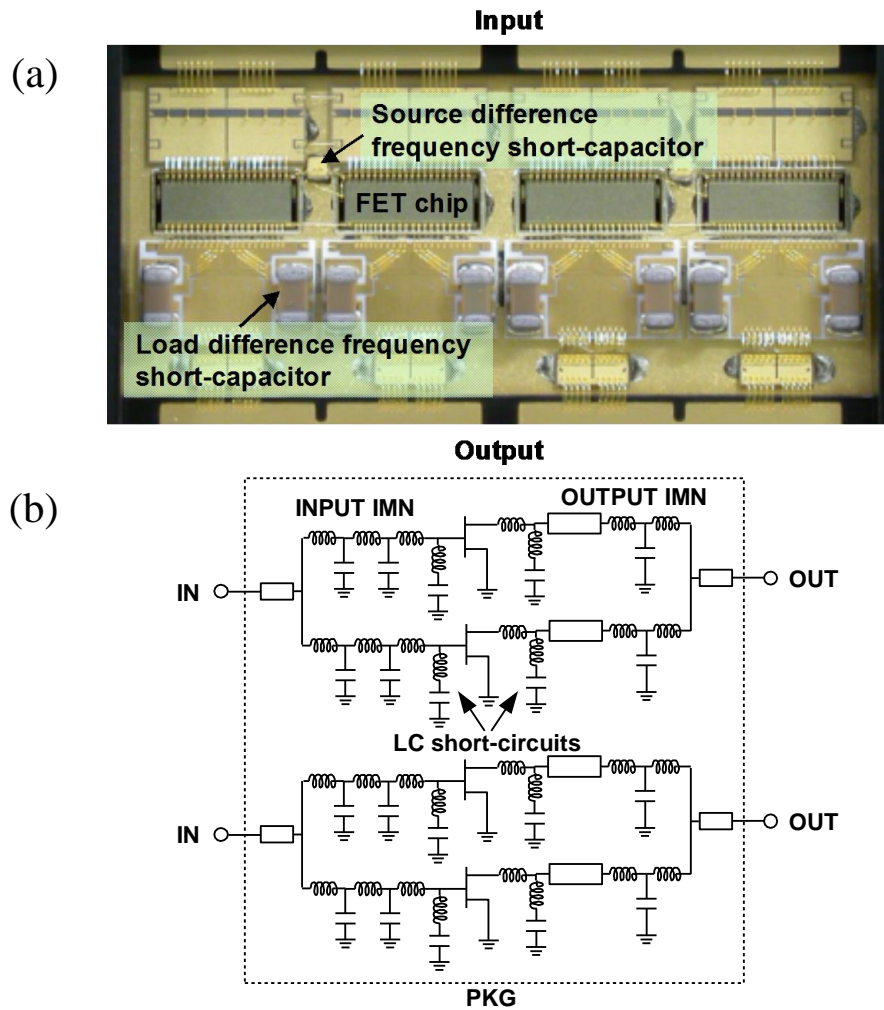 Input
(a)
Source difference
frequency short-capacitor
FET chip
Load difference frequency
short-capacitor
Output
(b)
INPUT IMN
OUTPUT IMN
IN
OUT
LC short-circuits
IN
OUT
PKG